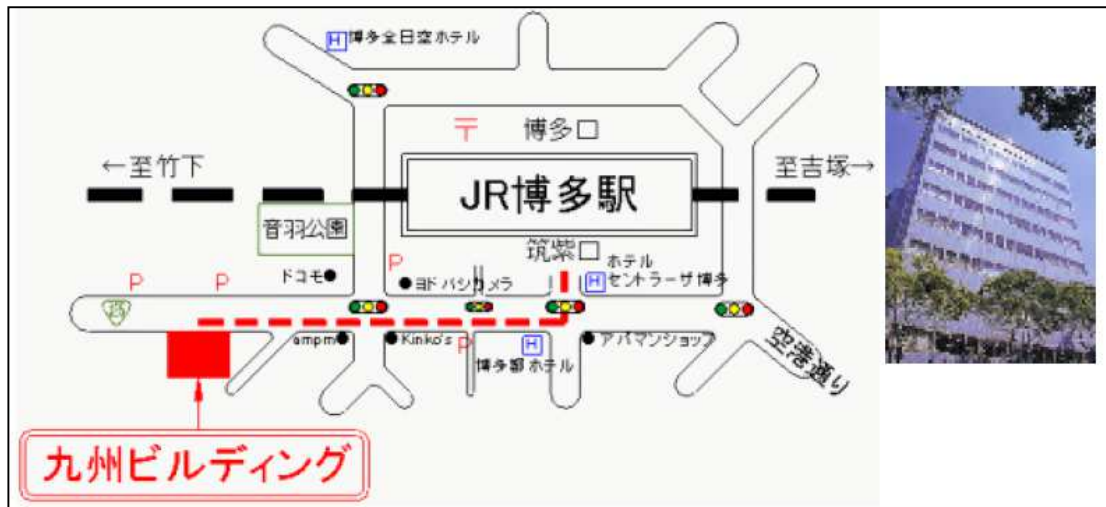 H 博多全日空ホテル
〒 博多口
←至竹下
至吉塚→
JR博多駅
音羽公園
筑紫口
ホテル
H セントラーザ博多
P
P
P
ドコモ
ヨドバシカメラ
ampm
Kinko's
P
H
博多都ホテル
アパマンショップ
空港通り
九州ビルディング